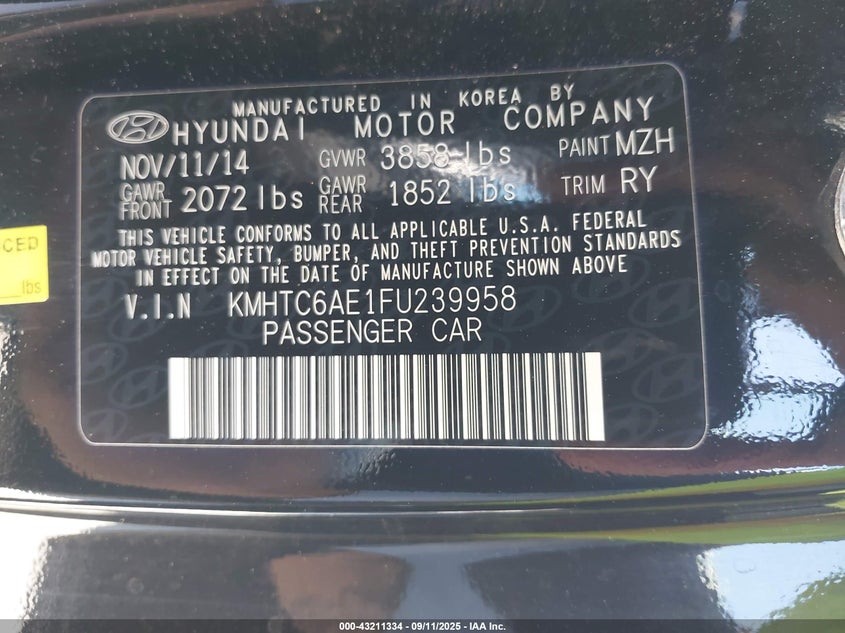 MANUFACTURED IN KOREA BY
HYUNDAI MOTOR COMPANY
NOV/11/14 GVWR 3858 lbs PAINT MZH
GAWR FRONT 2072 lbs GAWR REAR 1852 lbs TRIM RY
THIS VEHICLE CONFORMS TO ALL APPLICABLE U.S.A. FEDERAL
MOTOR VEHICLE SAFETY, BUMPER, AND THEFT PREVENTION STANDARDS
IN EFFECT ON THE DATE OF MANUFACTURE SHOWN ABOVE
V.I.N KMHTC6AE1FU239958
PASSENGER CAR
CED
lbs
000-43211334 - 09/11/2025 - IAA Inc.